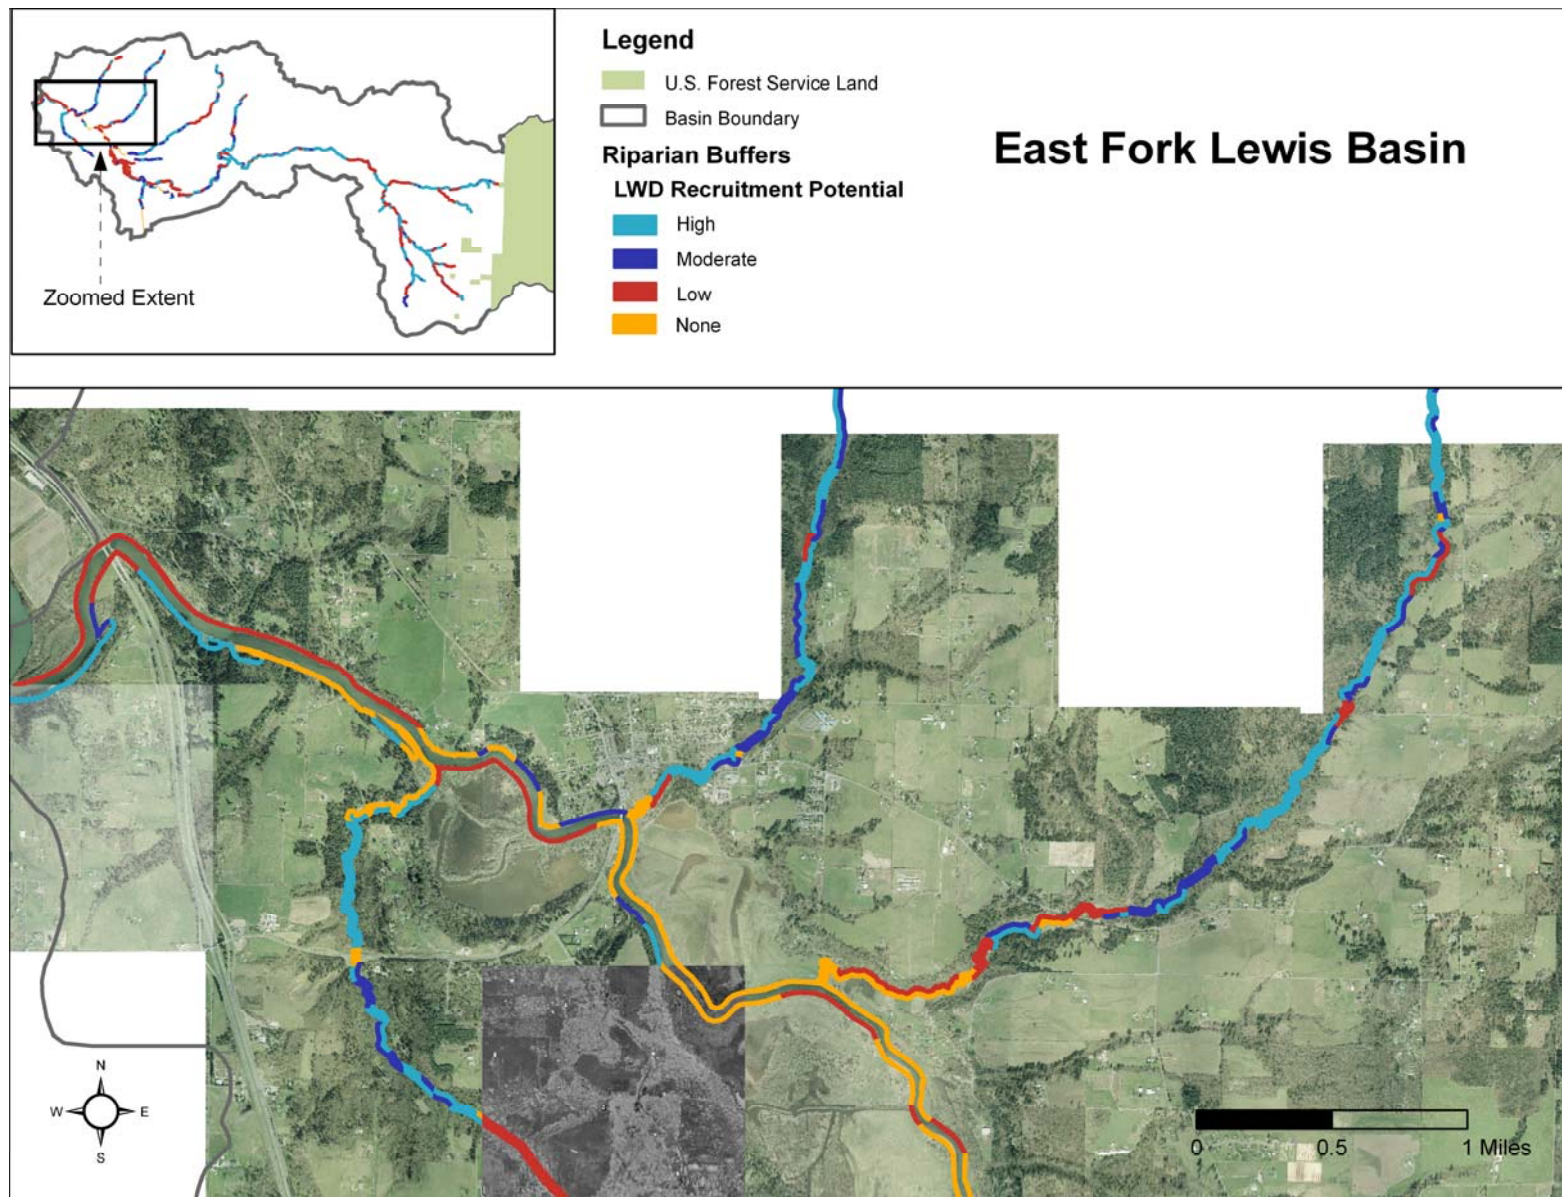 Legend
U.S. Forest Service Land
Basin Boundary
Riparian Buffers
LWD Recruitment Potential
High
Moderate
Low
None
East Fork Lewis Basin
Zoomed Extent
N
W E
S
0 0.5 1 Miles